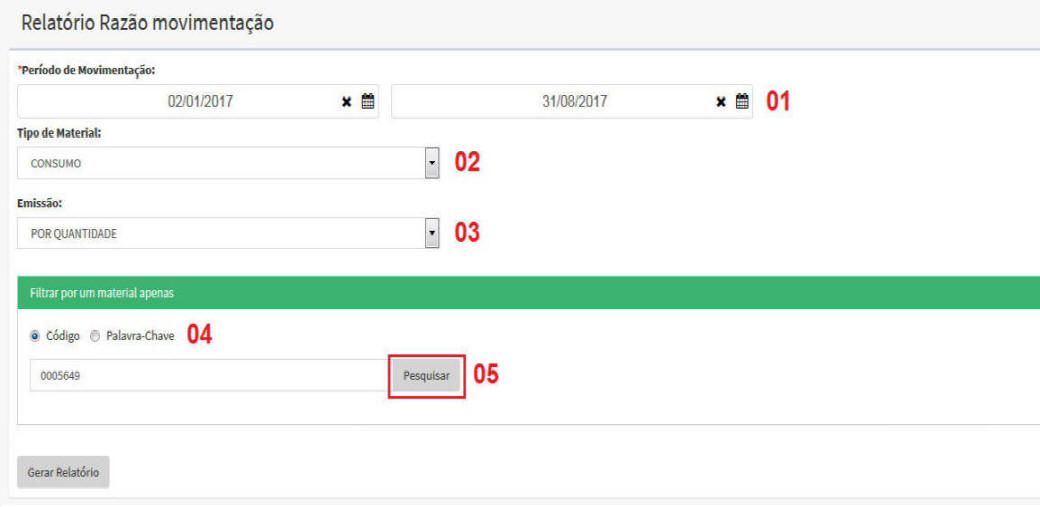 Relatório Razão movimentação
*Período de Movimentação:
02/01/2017 31/08/2017 01
Tipo de Material:
CONSUMO 02
Emissão:
POR QUANTIDADE 03
Filtrar por um material apenas
Código Palavra-Chave 04
0005649 Pesquisar 05
Gerar Relatório